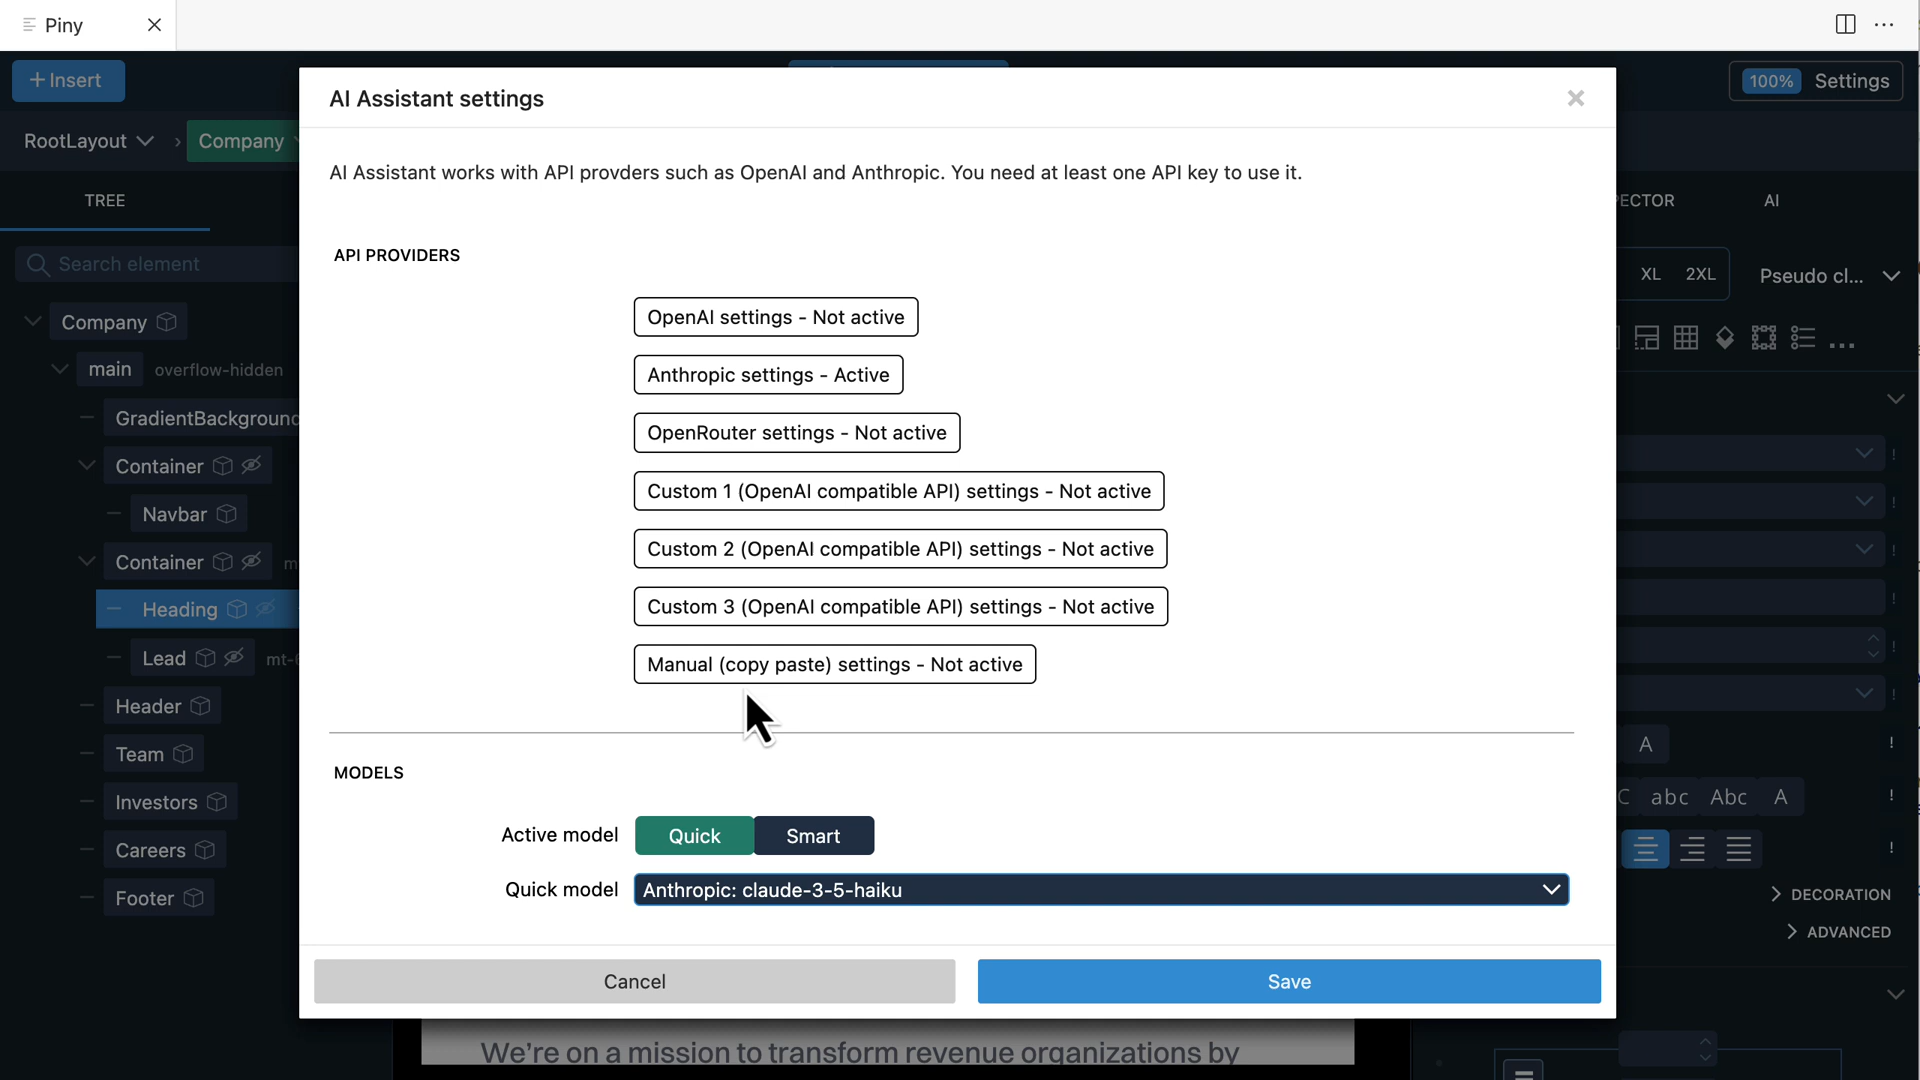 Piny
+ Insert
100% Settings
AI Assistant settings
RootLayout
Company
AI Assistant works with API provders such as OpenAI and Anthropic. You need at least one API key to use it.
TREE
PECTOR
AI
API PROVIDERS
Search element
XL 2XL
Pseudo cl...
OpenAI settings - Not active
Company
main overflow-hidden
Anthropic settings - Active
GradientBackground
OpenRouter settings - Not active
Container
Custom 1 (OpenAI compatible API) settings - Not active
Navbar
Custom 2 (OpenAI compatible API) settings - Not active
Container m
Custom 3 (OpenAI compatible API) settings - Not active
Heading
Lead mt-6
Manual (copy paste) settings - Not active
Header
Team
A !
MODELS
Investors
C abc Abc A !
Active model Quick Smart
Careers
!
Quick model Anthropic: claude-3-5-haiku
Footer
DECORATION
ADVANCED
Cancel
Save
We're on a mission to transform revenue organizations by